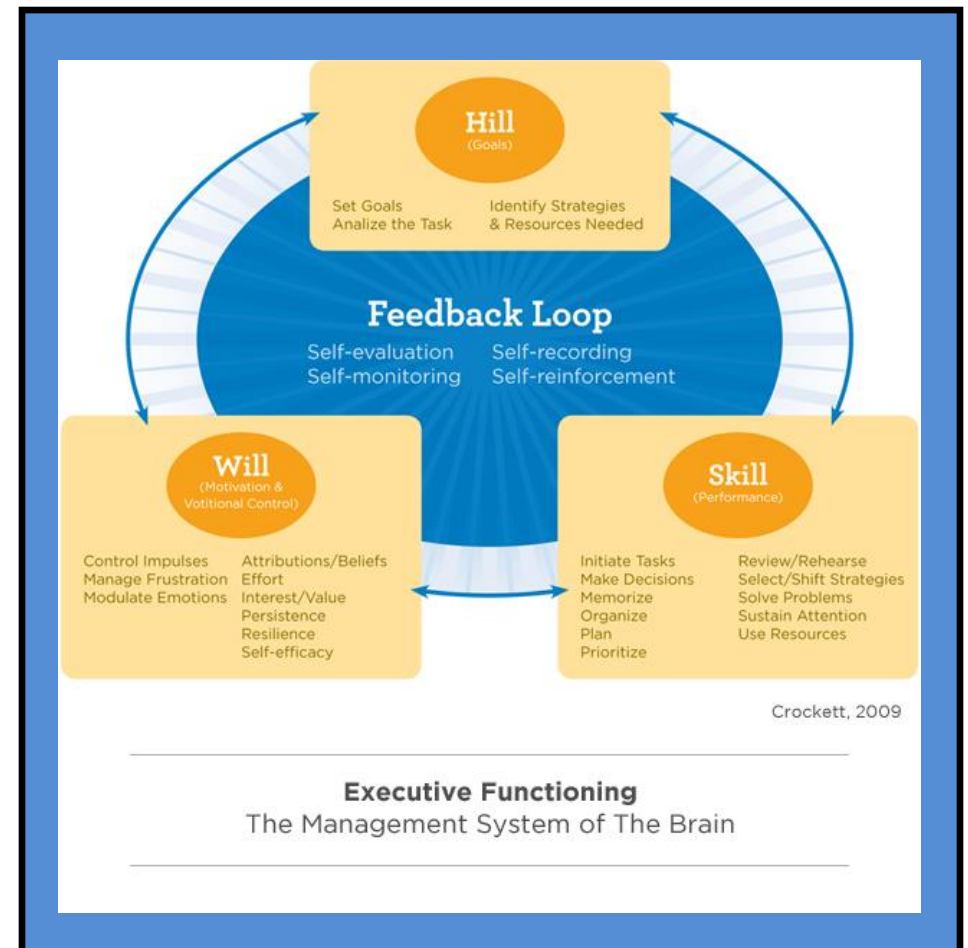 Hill
(Goals)
Set Goals
Analize the Task
Identify Strategies
& Resources Needed
Feedback Loop
Self-evaluation
Self-monitoring
Self-recording
Self-reinforcement
Will
(Motivation &
Votitional Control)
Control Impulses
Manage Frustration
Modulate Emotions
Attributions/Beliefs
Effort
Interest/Value
Persistence
Resilience
Self-efficacy
Skill
(Performance)
Initiate Tasks
Make Decisions
Memorize
Organize
Plan
Prioritize
Review/Rehearse
Select/Shift Strategies
Solve Problems
Sustain Attention
Use Resources
Crockett, 2009
Executive Functioning
The Management System of The Brain